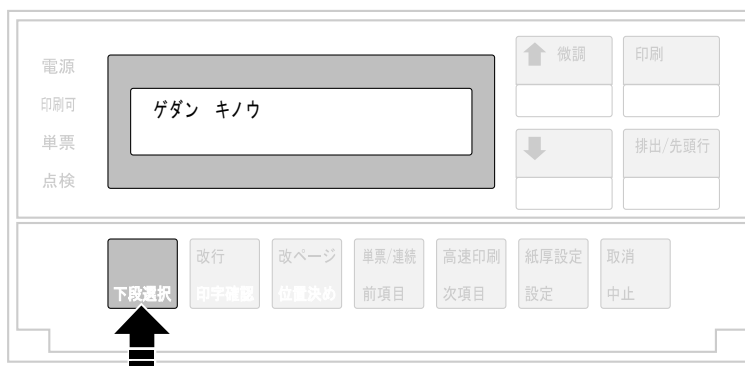 電源
印刷可
単票
点検
ゲダン キノウ
微調
印刷
排出/先頭行
改行
改ページ
単票/連続
高速印刷
紙厚設定
取消
下段選択
印字確認
位置決め
前項目
次項目
設定
中止